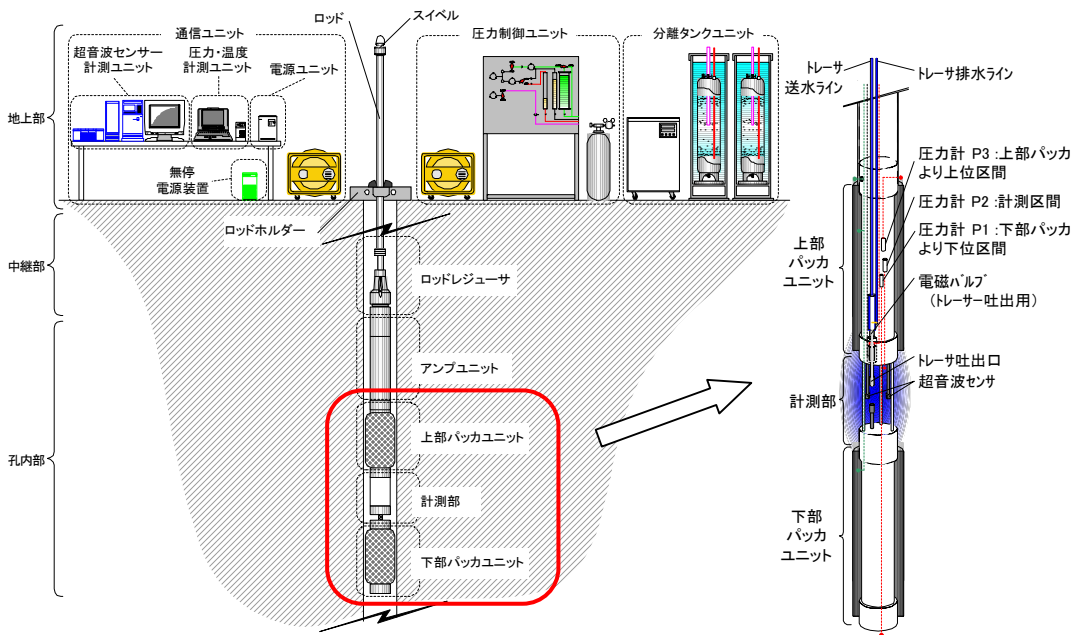 ロッド
スイベル
通信ユニット
超音波センサー
計測ユニット
圧力・温度
計測ユニット
電源ユニット
無停
電源装置
圧力制御ユニット
分離タンクユニット
地上部
ロッドホルダー
中継部
ロッドレジューサ
孔内部
アンプユニット
上部パッカユニット
計測部
下部パッカユニット
トレーサ
送水ライン
トレーサ排水ライン
圧力計 P3 :上部パッカ
より上位区間
圧力計 P2 :計測区間
圧力計 P1 :下部パッカ
より下位区間
電磁バルブ
（トレーサー吐出用）
上部
パッカ
ユニット
トレーサ吐出口
超音波センサ
計測部
下部
パッカ
ユニット